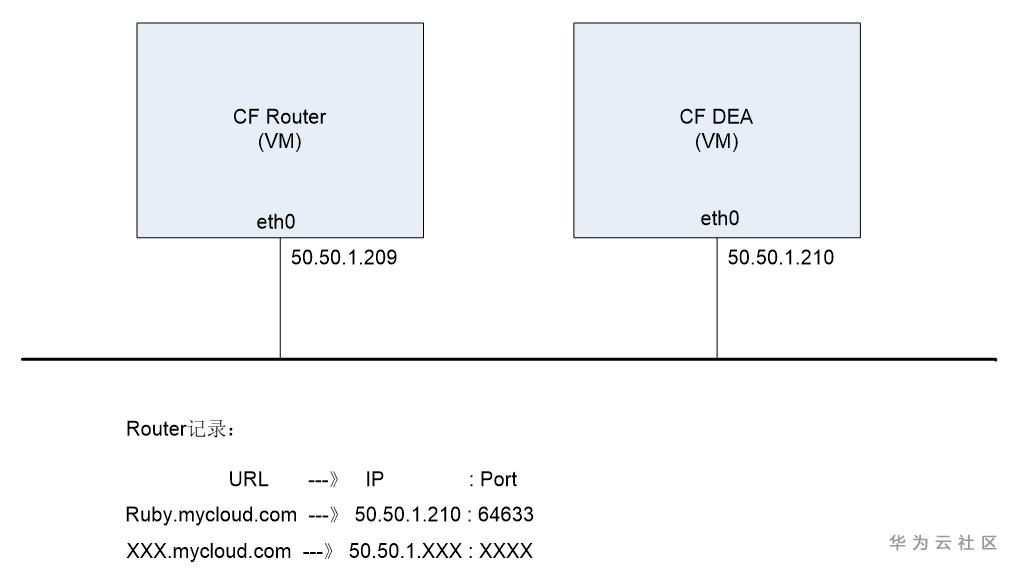 CF Router
(VM)
eth0
50.50.1.209
CF DEA
(VM)
eth0
50.50.1.210
Router记录：
URL ---》 IP : Port
Ruby.mycloud.com ---》 50.50.1.210 : 64633
XXX.mycloud.com ---》 50.50.1.XXX : XXXX
华为云社区